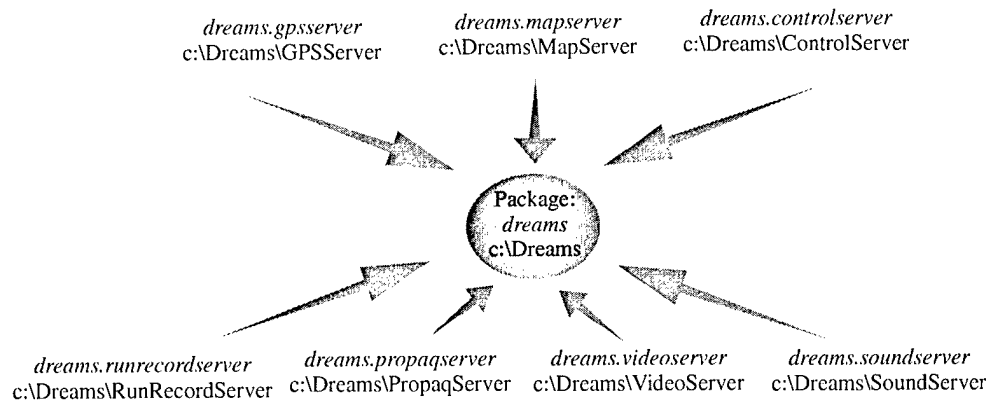 dreams.gpsserver
c:\Dreams\GPSServer
dreams.mapserver
c:\Dreams\MapServer
dreams.controlserver
c:\Dreams\ControlServer
Package:
dreams
c:\Dreams
dreams.runrecordserver
c:\Dreams\RunRecordServer
dreams.propaqserver
c:\Dreams\PropaqServer
dreams.videoserver
c:\Dreams\VideoServer
dreams.soundserver
c:\Dreams\SoundServer